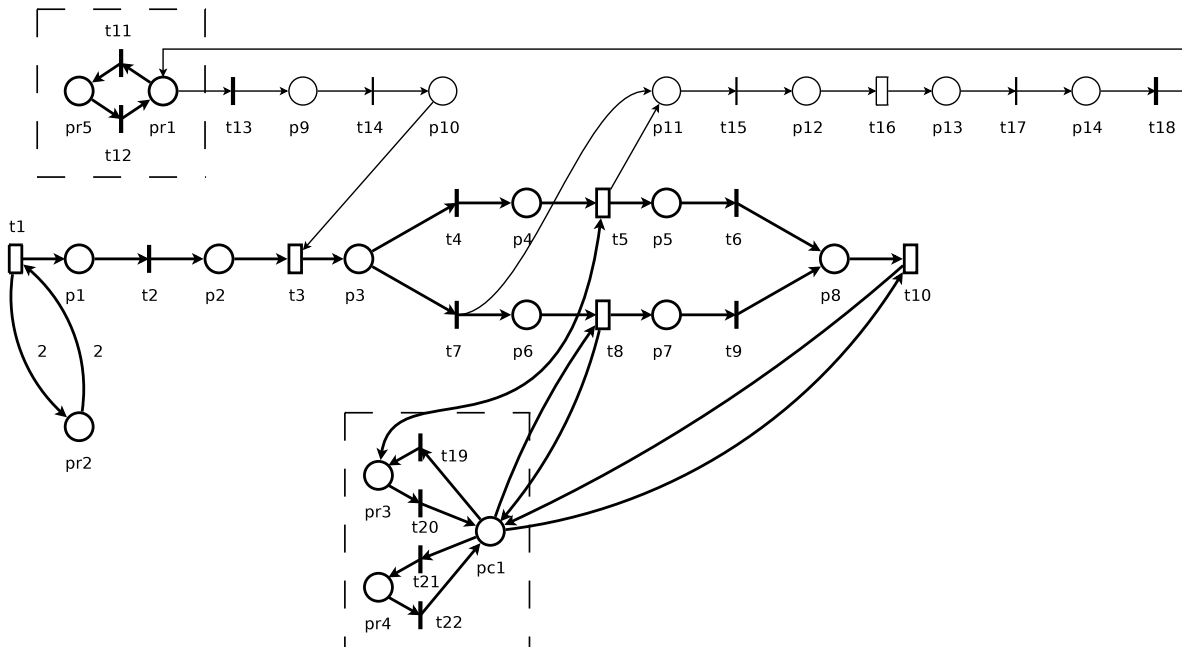 t11
pr5 pr1 t13 p9 t14 p10 p11 t15 p12 t16 p13 t17 p14 t18
t12
t1
t4 p4 t5 p5 t6
p1 t2 p2 t3 p3 p8 t10
2 2 t7 p6 t8 p7 t9
pr2
t19
pr3
t20
pc1
t21
pr4 t22